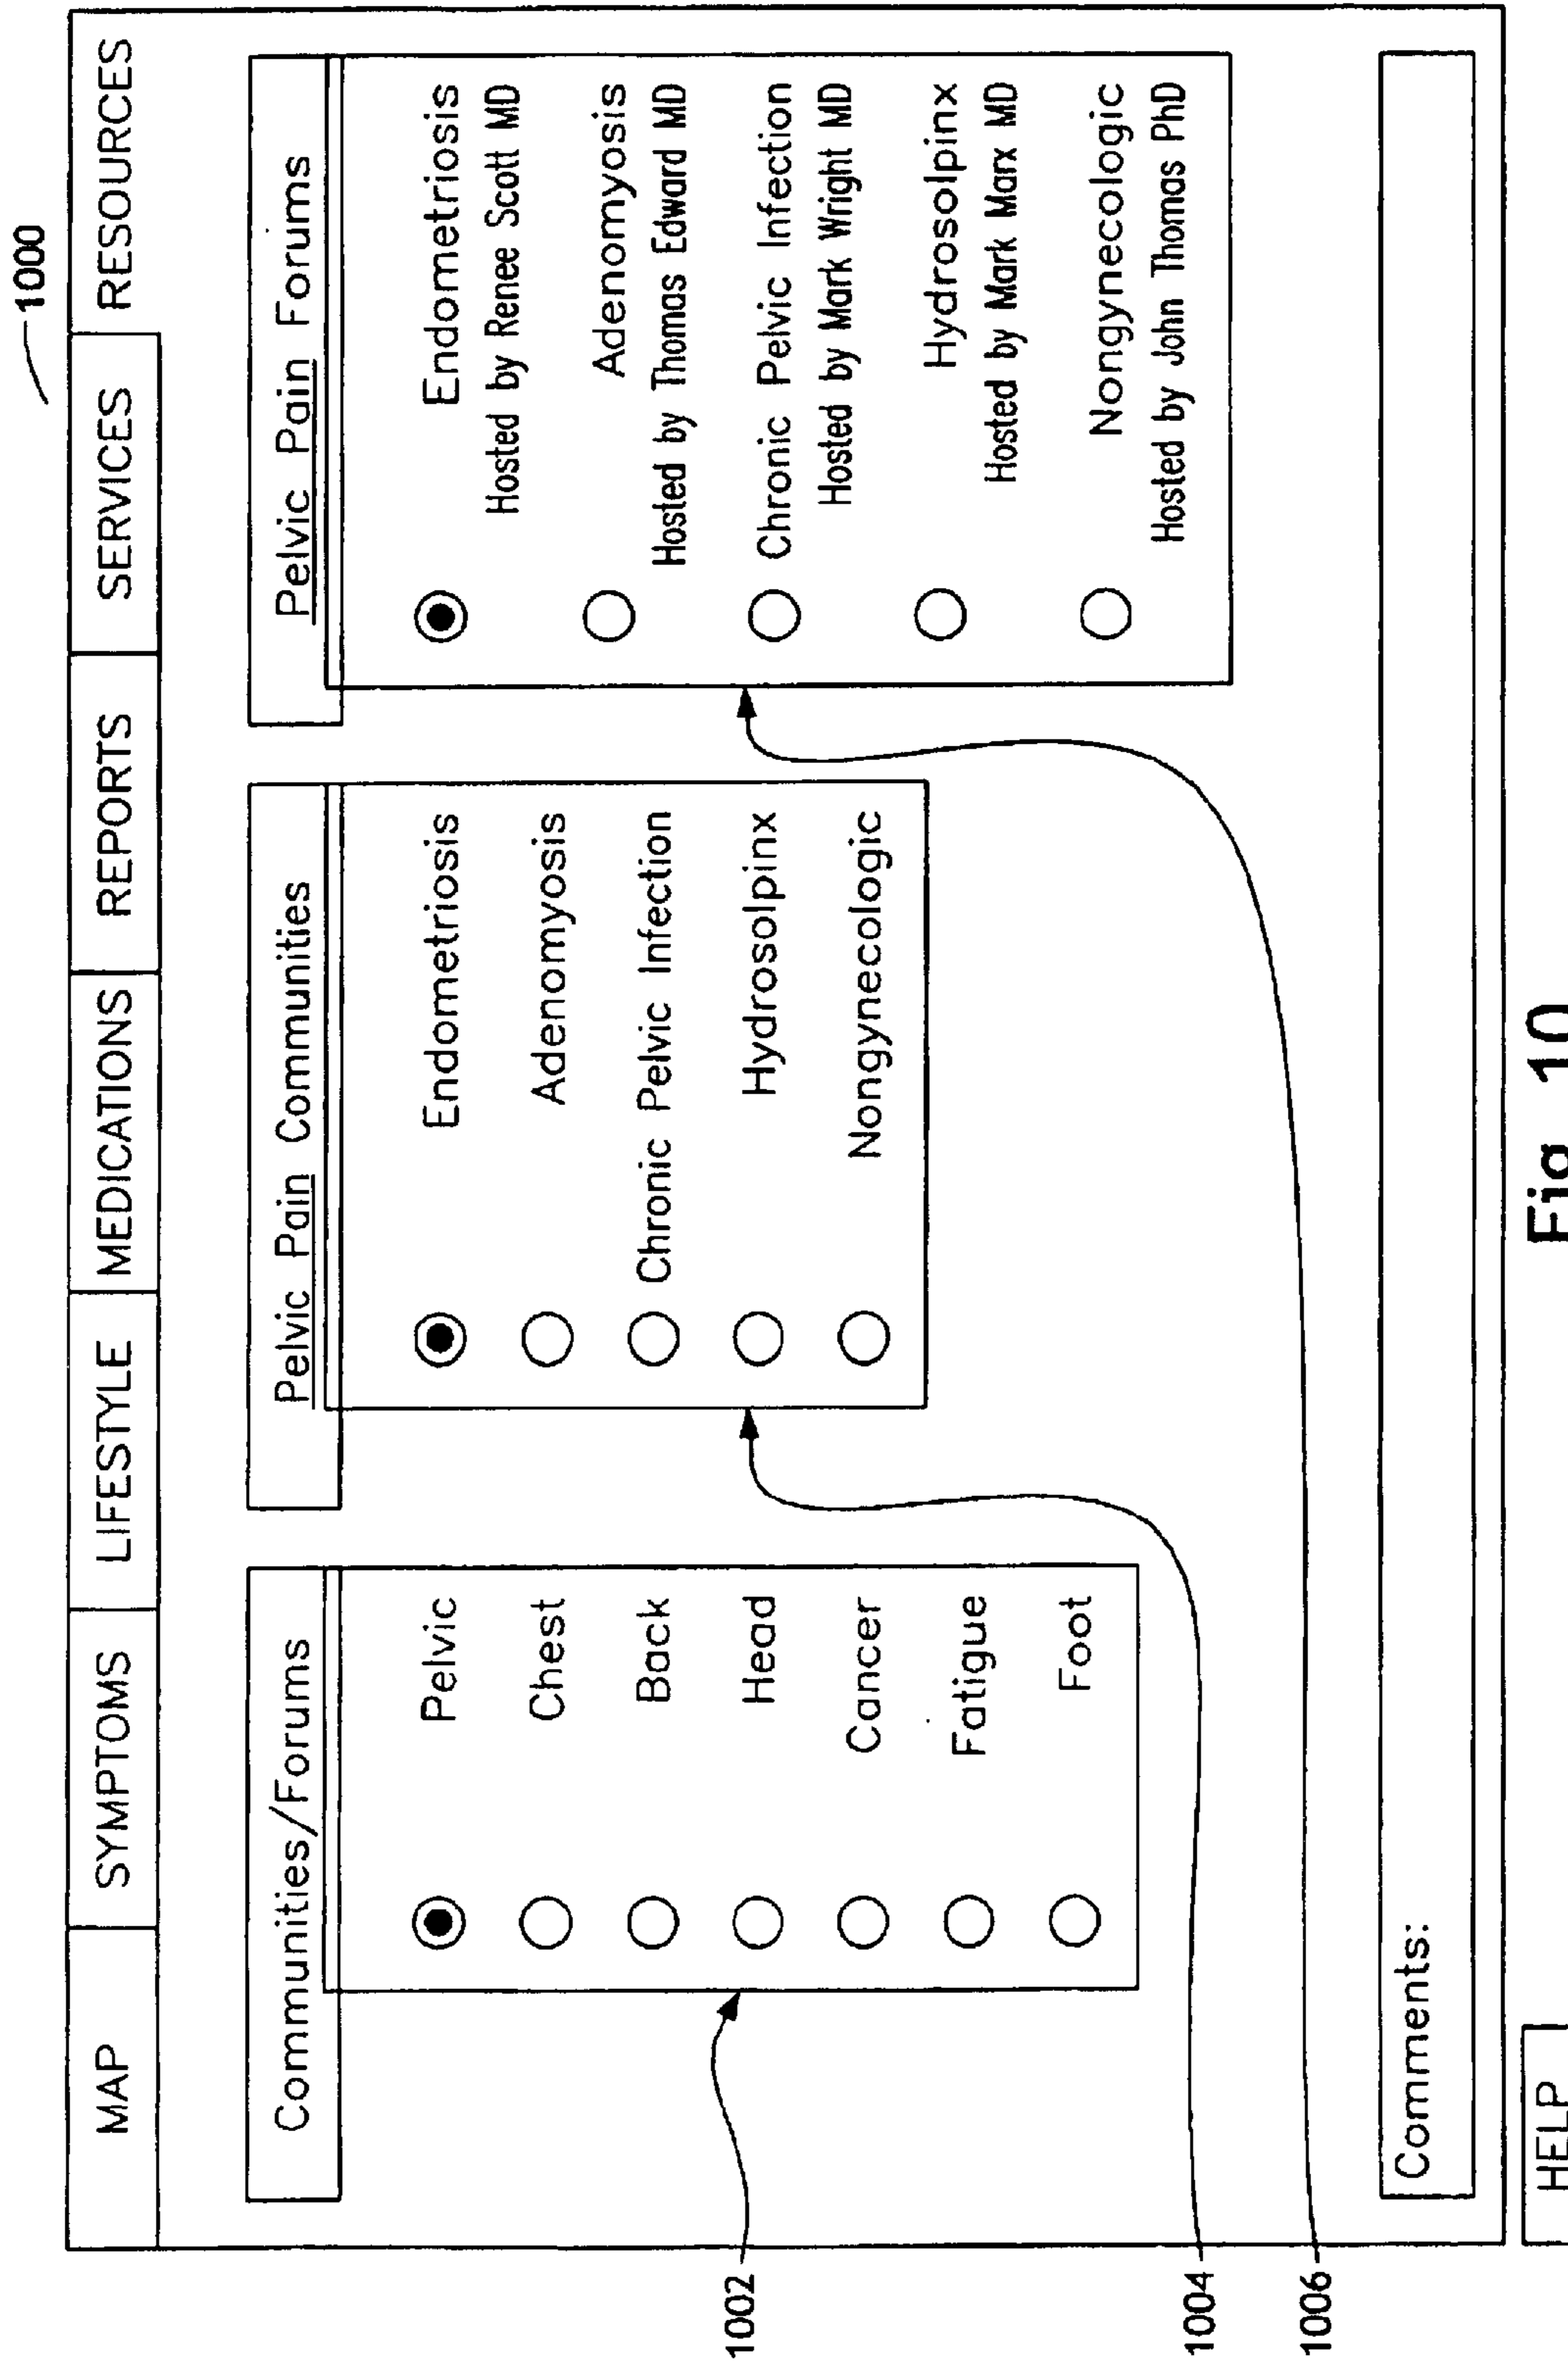 1000
MAP
SYMPTOMS
LIFESTYLE
MEDICATIONS
REPORTS
SERVICES
RESOURCES
Communities/Forums
Pelvic
Chest
Back
Head
Cancer
Fatigue
Foot
Pelvic Pain Communities
Endometriosis
Adenomyosis
Chronic Pelvic Infection
Hydrosolpinx
Nongynecologic
Pelvic Pain Forums
Endometriosis
Hosted by Renee Scott MD
Adenomyosis
Hosted by Thomas Edward MD
Chronic Pelvic Infection
Hosted by Mark Wright MD
Hydrosolpinx
Hosted by Mark Marx MD
Nongynecologic
Hosted by John Thomas PhD
1002
1004
1006
Comments:
HELP
Fig. 10